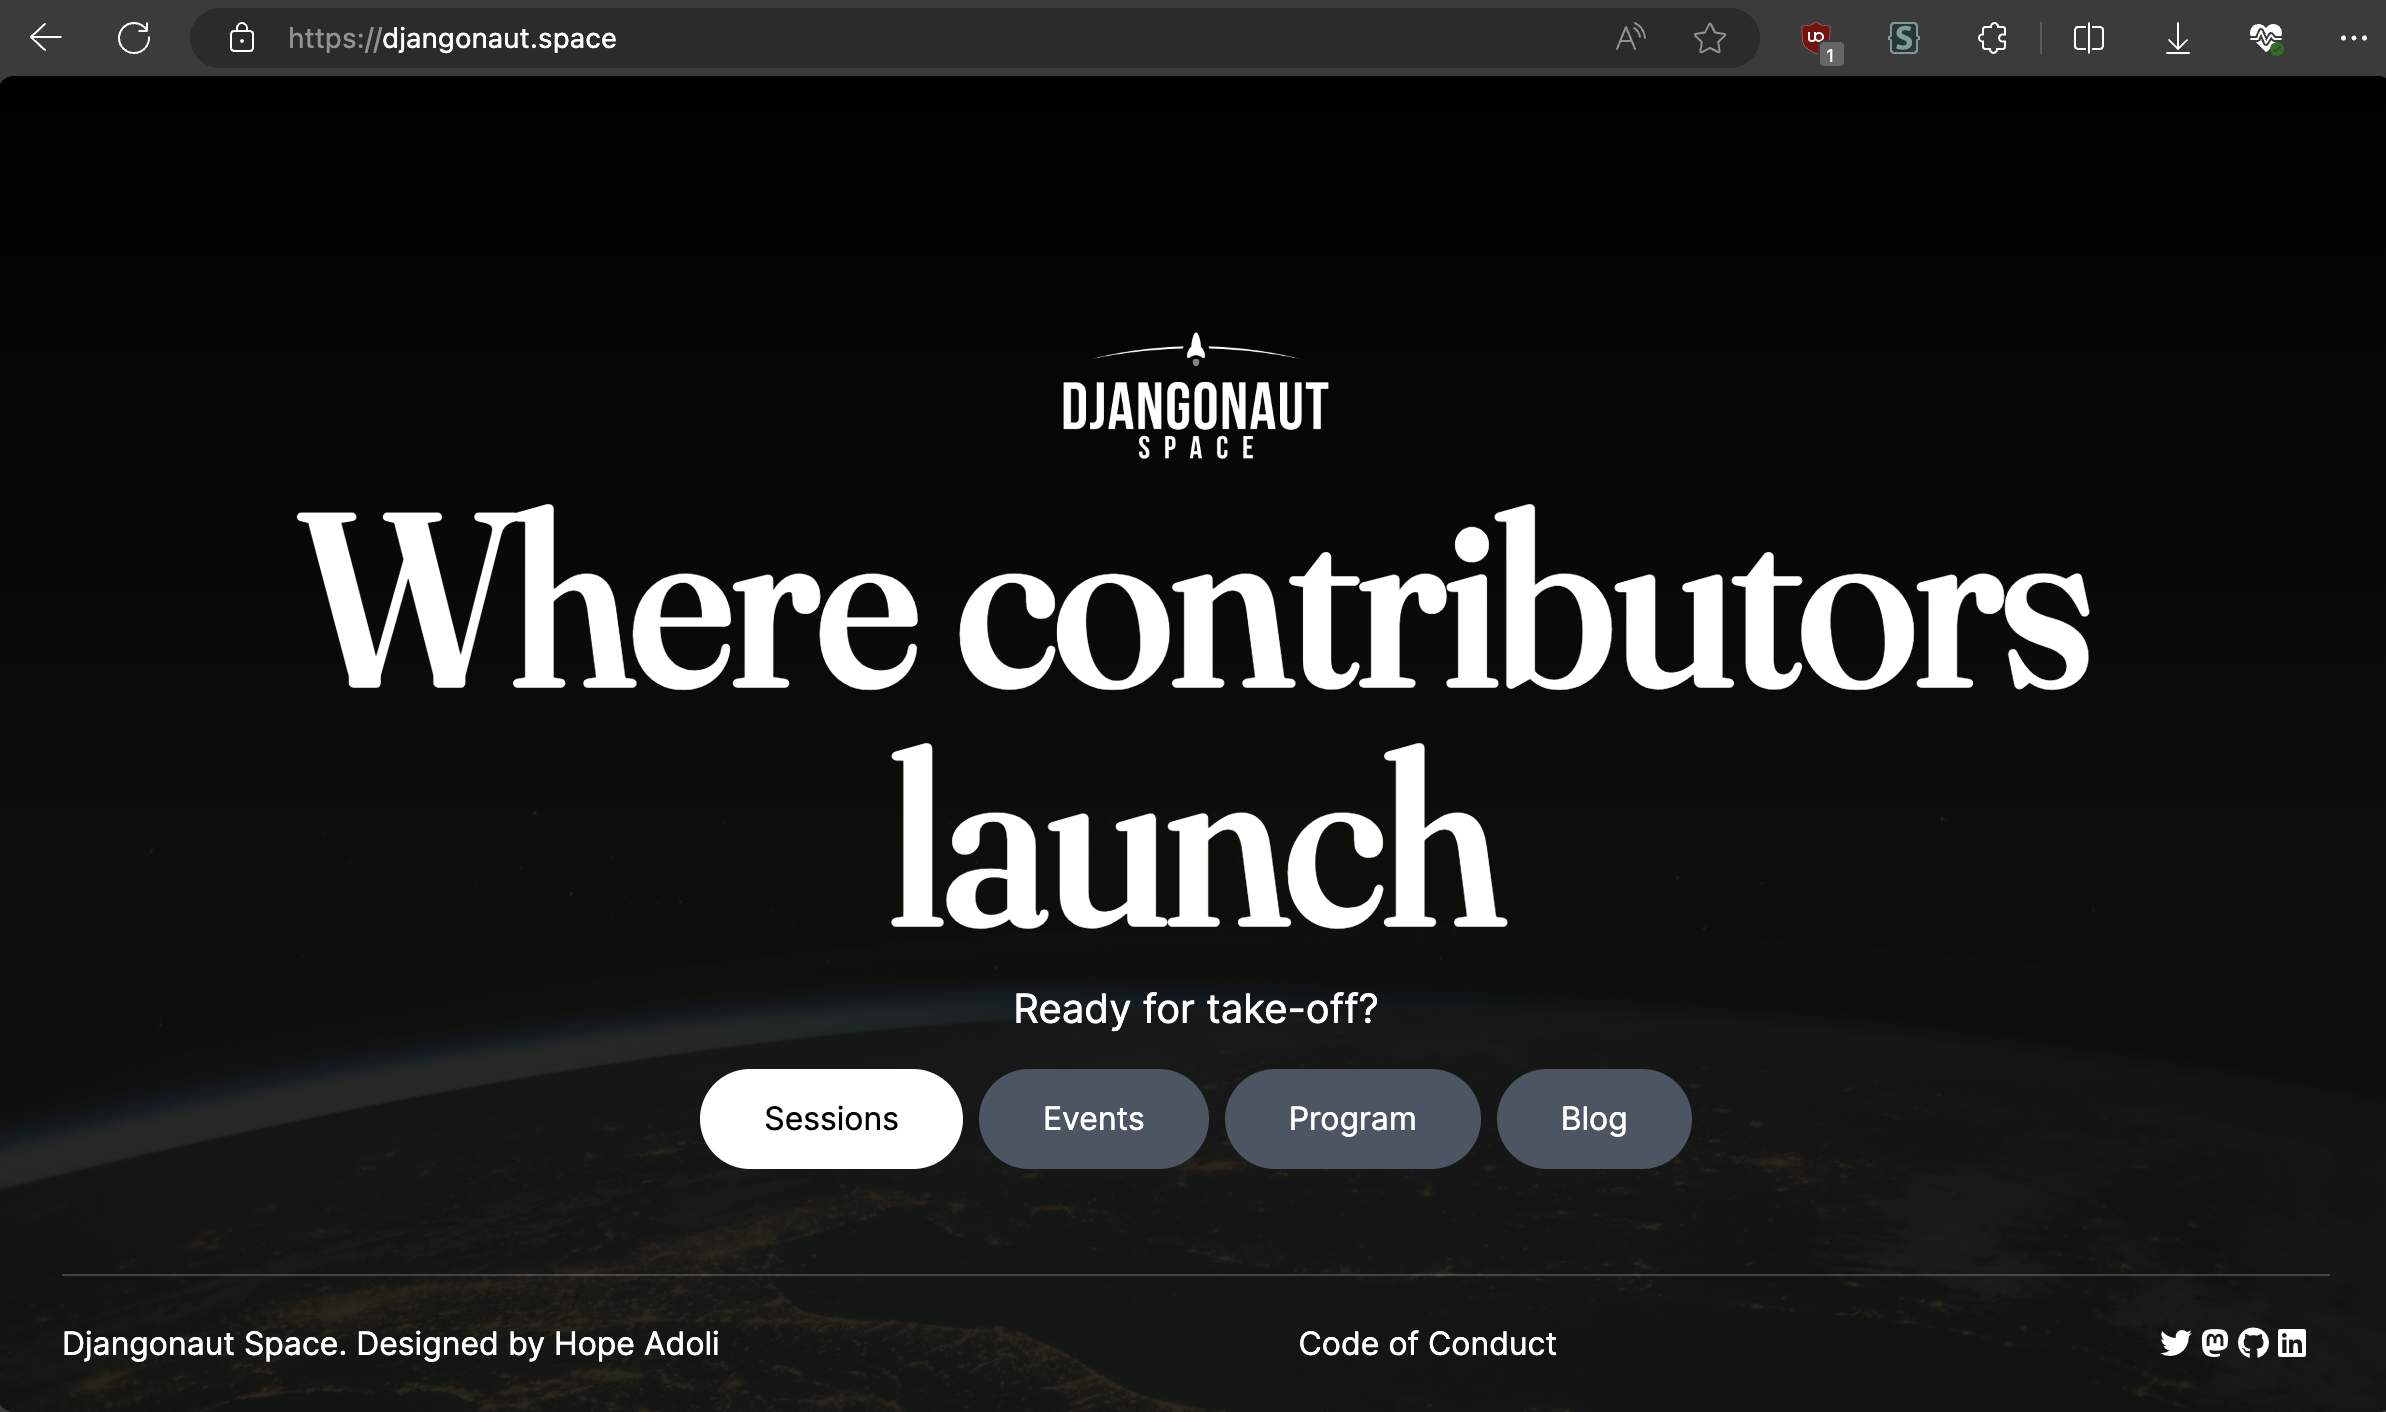 https://djangonaut.space
1
DJANGONAUT
SPACE
Where contributors
launch
Ready for take-off?
Sessions Events Program Blog
Djangonaut Space. Designed by Hope Adoli Code of Conduct